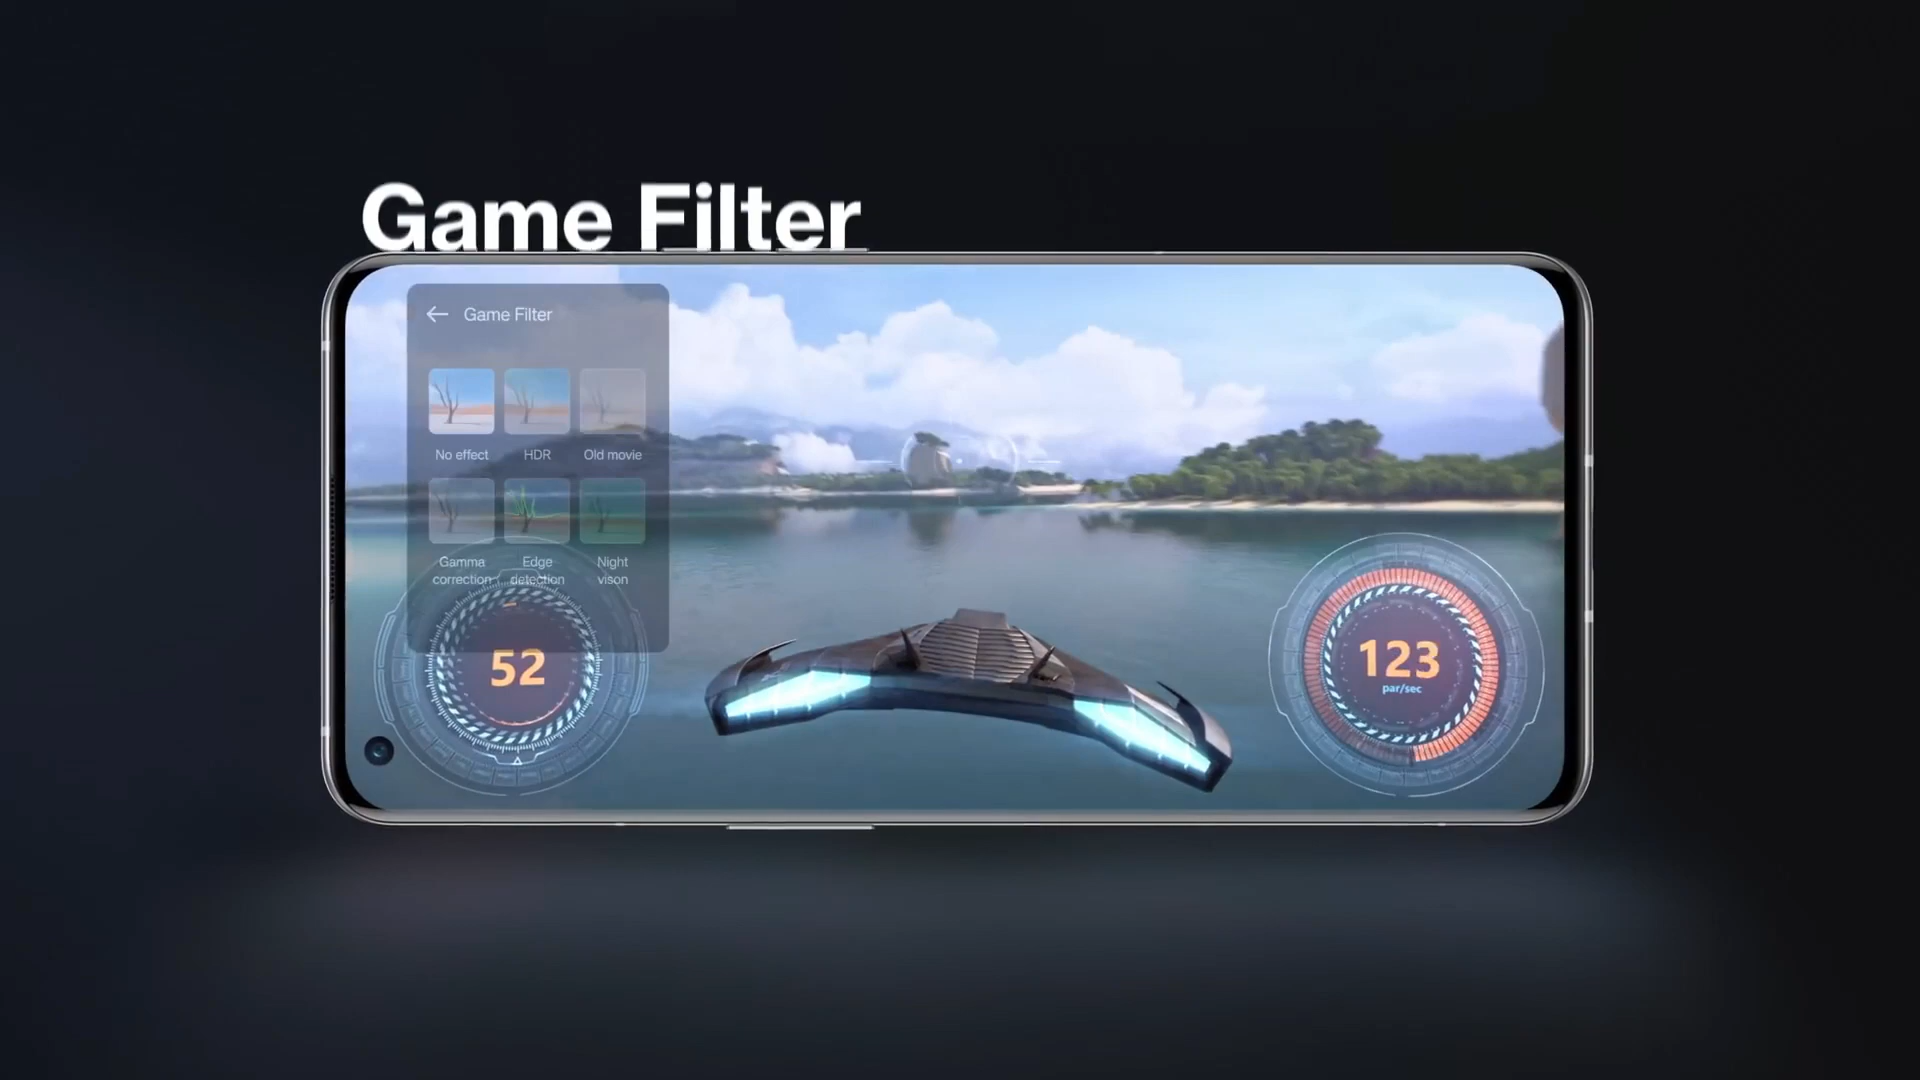 Game Filter
Game Filter
No effect
HDR
Old movie
Gamma
correction
Edge
detection
Night
vison
52
123
par/sec